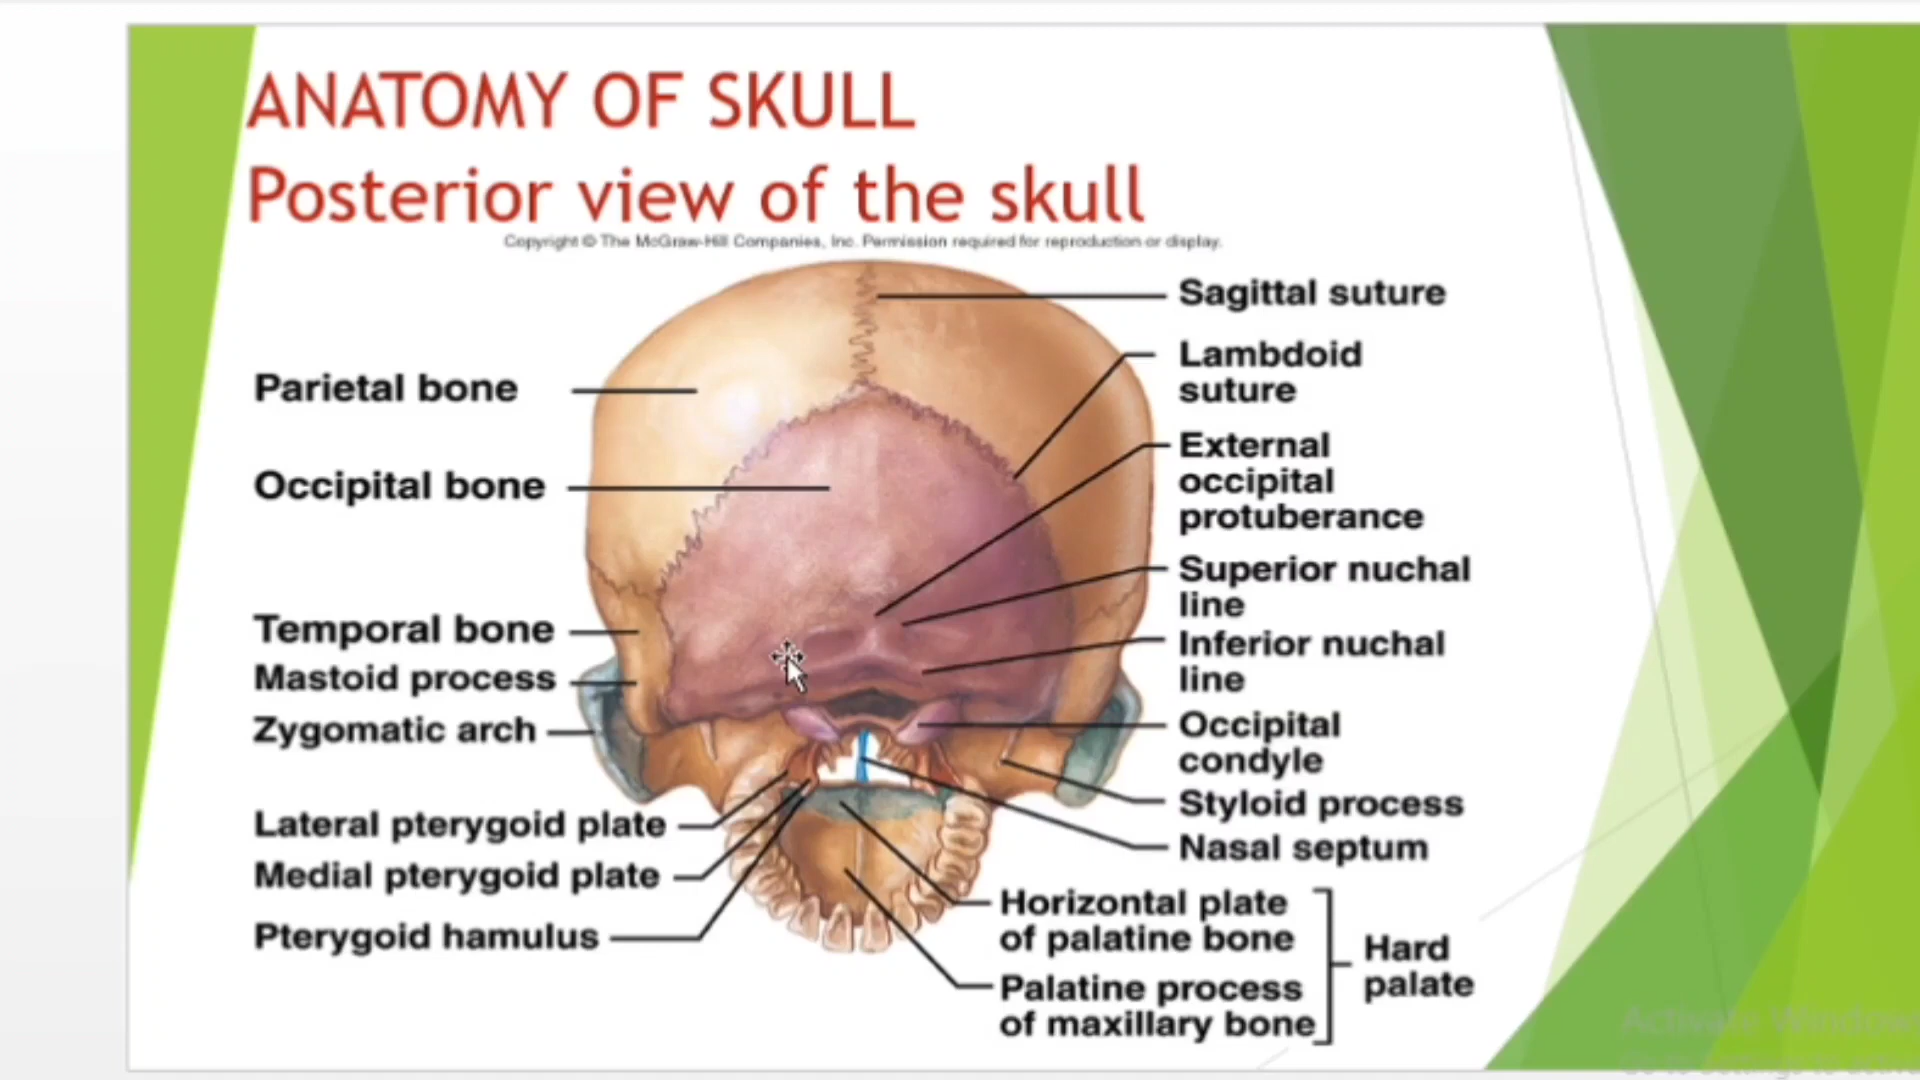 ANATOMY OF SKULL
Posterior view of the skull
Copyright © The McGraw-Hill Companies, Inc. Permission required for reproduction or display.
Parietal bone
Occipital bone
Temporal bone
Mastoid process
Zygomatic arch
Lateral pterygoid plate
Medial pterygoid plate
Pterygoid hamulus
Sagittal suture
Lambdoid
suture
External
occipital
protuberance
Superior nuchal
line
Inferior nuchal
line
Occipital
condyle
Styloid process
Nasal septum
Horizontal plate
of palatine bone
Palatine process
of maxillary bone
Hard
palate
Activate Windows